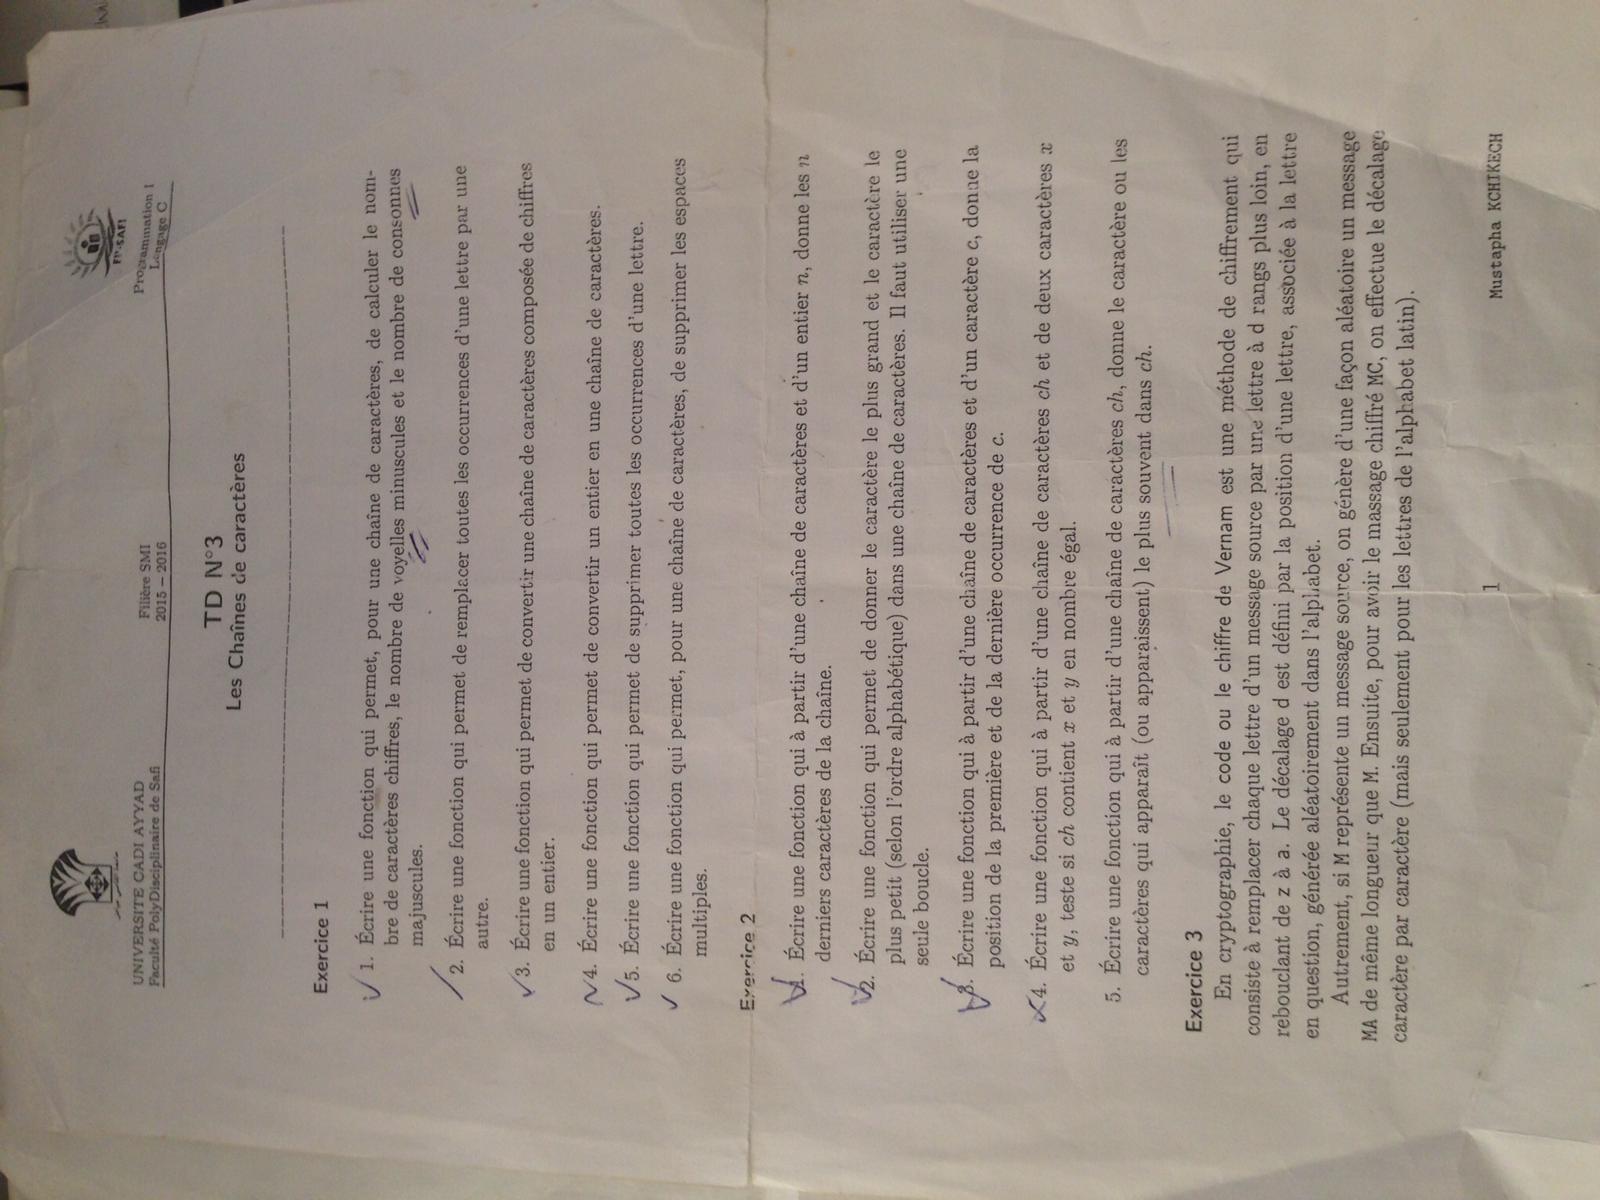 UNIVERSITE CADI AYYAD
Faculté PolyDisciplinaire de Safi
Filière SMI
2015 – 2016
FP-SAFI
Programmation I
Langage C
TD N°3
Les Chaînes de caractères
Exercice 1
1. Écrire une fonction qui permet, pour une chaîne de caractères, de calculer le nom-
bre de caractères chiffres, le nombre de voyelles minuscules et le nombre de consonnes
majuscules.
2. Écrire une fonction qui permet de remplacer toutes les occurrences d'une lettre par une
autre.
3. Écrire une fonction qui permet de convertir une chaîne de caractères composée de chiffres
en un entier.
4. Écrire une fonction qui permet de convertir un entier en une chaîne de caractères.
5. Écrire une fonction qui permet de supprimer toutes les occurrences d'une lettre.
6. Écrire une fonction qui permet, pour une chaîne de caractères, de supprimer les espaces
multiples.
Exercice 2
1. Écrire une fonction qui à partir d'une chaîne de caractères et d'un entier n, donne les n
derniers caractères de la chaîne.
2. Écrire une fonction qui permet de donner le caractère le plus grand et le caractère le
plus petit (selon l'ordre alphabétique) dans une chaîne de caractères. Il faut utiliser une
seule boucle.
3. Écrire une fonction qui à partir d'une chaîne de caractères et d'un caractère c, donne la
position de la première et de la dernière occurrence de c.
4. Écrire une fonction qui à partir d'une chaîne de caractères ch et de deux caractères x
et y, teste si ch contient x et y en nombre égal.
5. Écrire une fonction qui à partir d'une chaîne de caractères ch, donne le caractère ou les
caractères qui apparaît (ou apparaissent) le plus souvent dans ch.
Exercice 3
En cryptographie, le code ou le chiffre de Vernam est une méthode de chiffrement qui
consiste à remplacer chaque lettre d'un message source par une lettre à d rangs plus loin, en
rebouclant de z à a. Le décalage d est défini par la position d'une lettre, associée à la lettre
en question, générée aléatoirement dans l'alphabet.
Autrement, si M représente un message source, on génère d'une façon aléatoire un message
MA de même longueur que M. Ensuite, pour avoir le massage chiffré MC, on effectue le décalage
caractère par caractère (mais seulement pour les lettres de l'alphabet latin).
1
Mustapha KCHIKECH